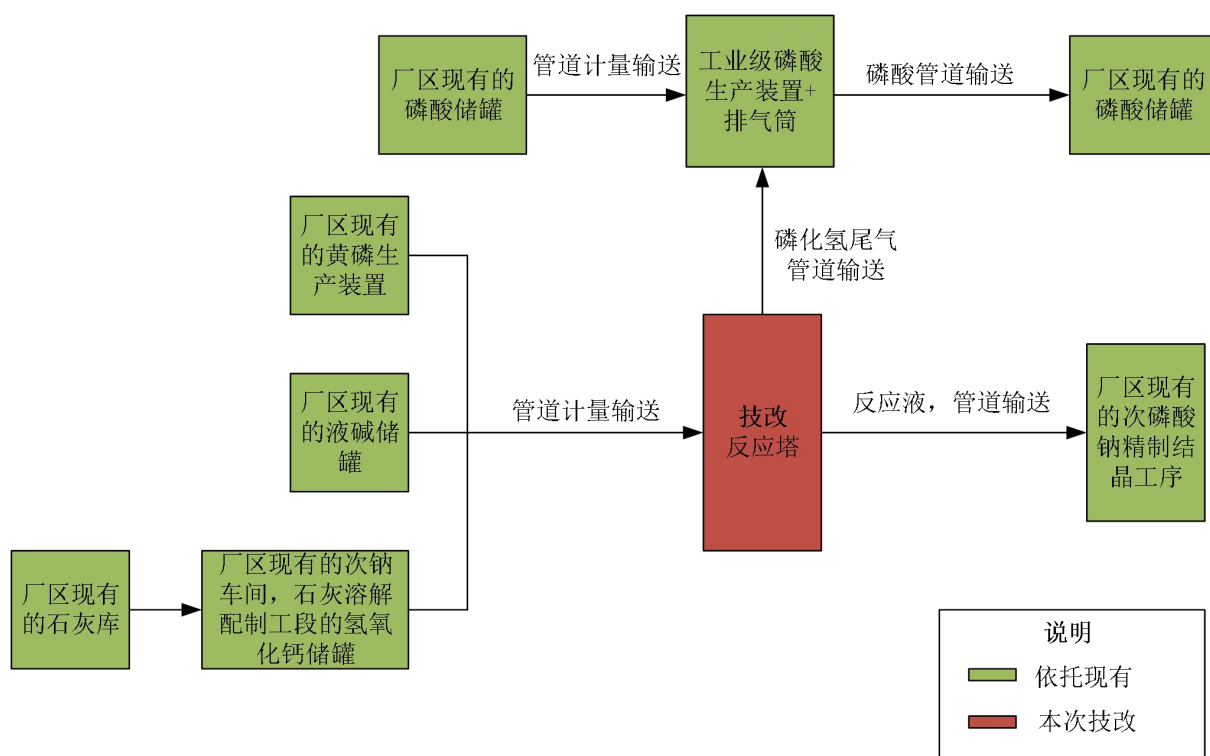 厂区现有的
磷酸储罐
管道计量输送
工业级磷酸
生产装置+
排气筒
磷酸管道输送
厂区现有的
磷酸储罐
厂区现有
的黄磷生
产装置
磷化氢尾气
管道输送
厂区现有
的液碱储
罐
管道计量输送
技改
反应塔
反应液，管道输送
厂区现有
的次磷酸
钠精制结
晶工序
厂区现有
的石灰库
厂区现有的次钠
车间，石灰溶解
配制工段的氢氧
化钙储罐
说明
依托现有
本次技改